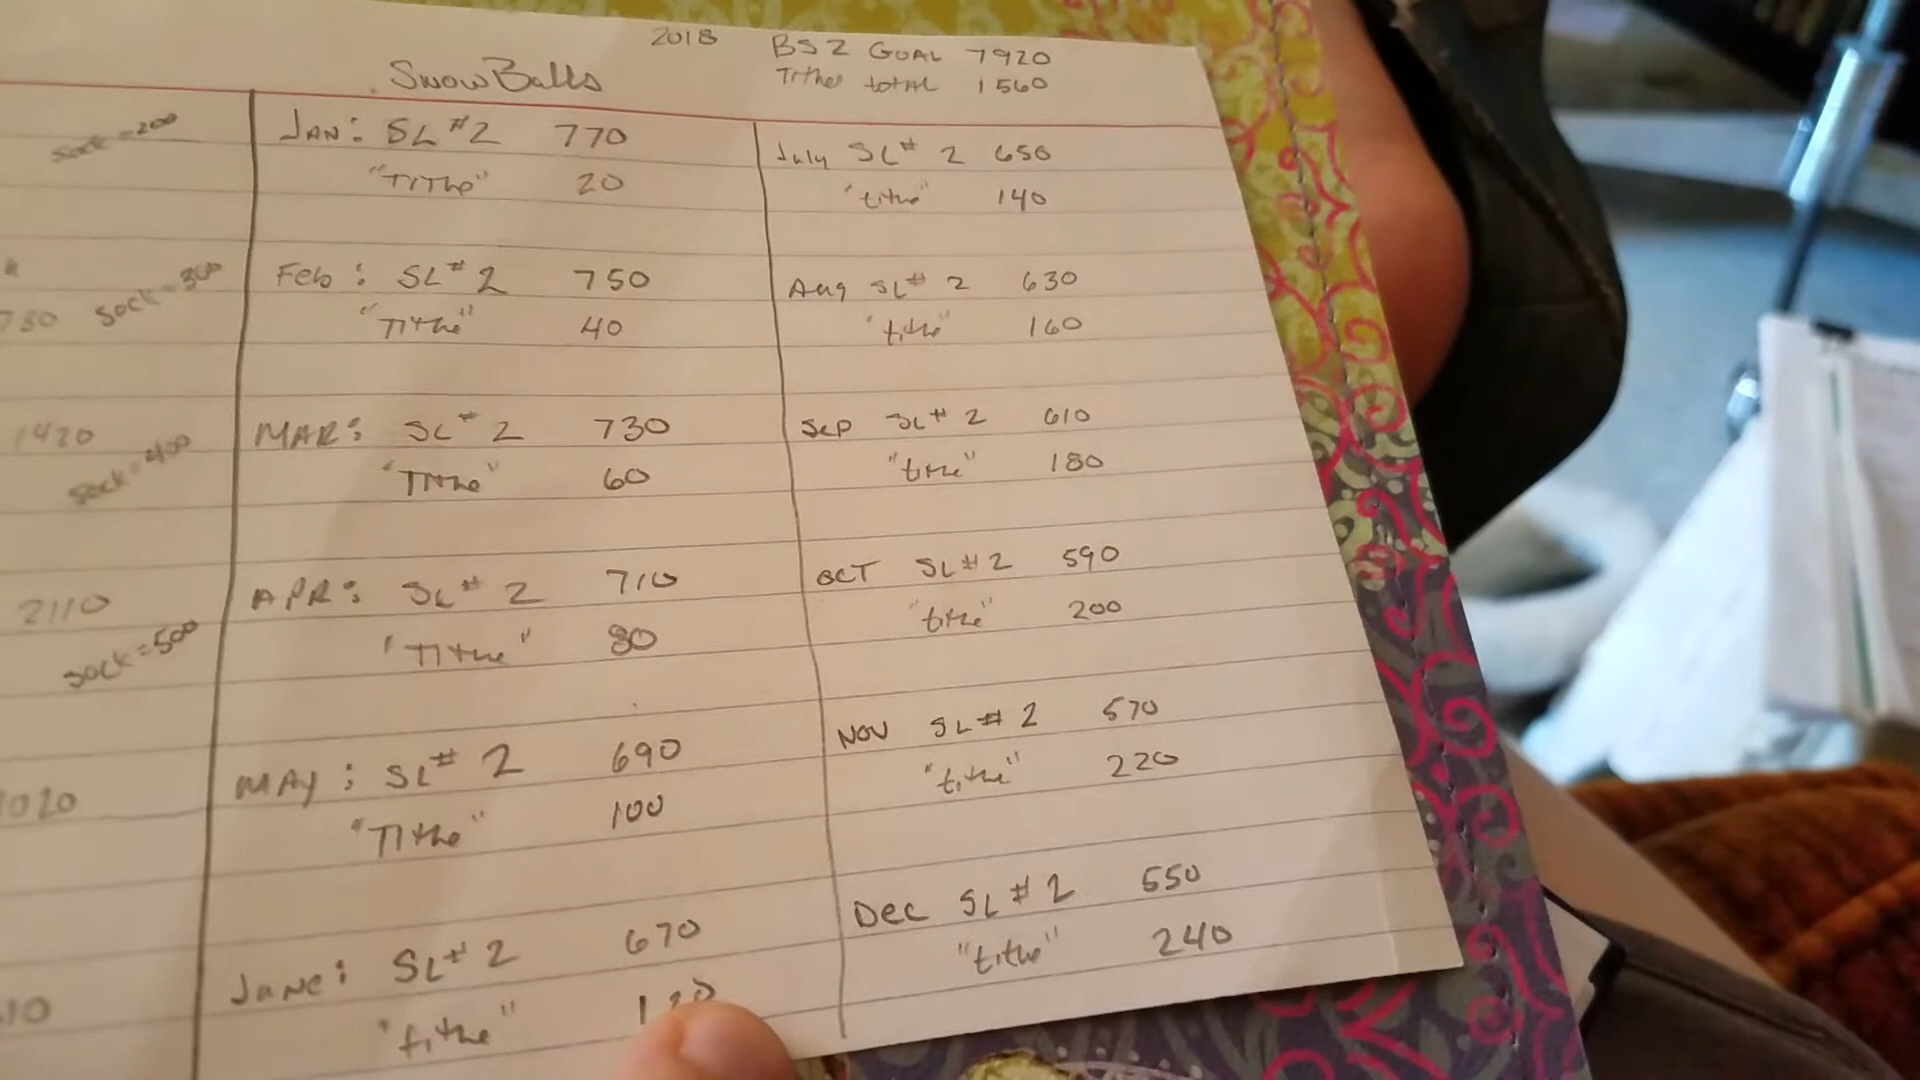 2018 BS2 GOAL 7920
SnowBalls Tithes total 1560
sock = 200
730 sock = 300
1420
sock = 400
2110
sock = 500
JAN: SL #2 770
"Tithe" 20
Feb: SL #2 750
"Tithe" 40
MAR: SL #2 730
"Tithe" 60
APR: SL #2 710
"Tithe" 80
MAY: SL #2 690
"Tithe" 100
June: SL #2 670
"tithe"
July SL #2 650
"tithe" 140
Aug SL #2 630
"tithe" 160
Sep SL #2 610
"tithe" 180
OCT SL #2 590
"tithe" 200
NOV SL #2 570
"tithe" 220
Dec SL #2 550
"tithe" 240